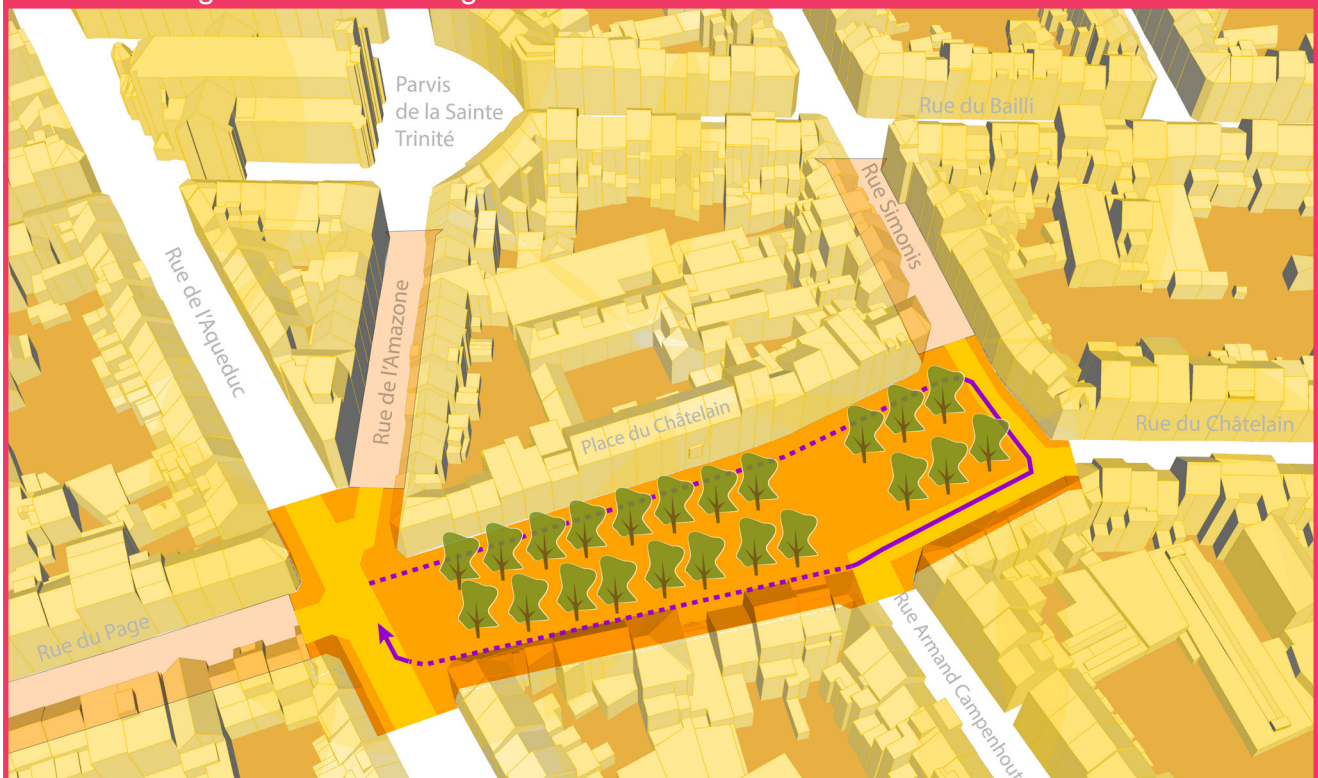 Parvis
de la Sainte
Trinité
Rue du Bailli
Rue Simonis
Rue de l'Aqueduc
Rue de l'Amazone
Place du Châtelain
Rue du Châtelain
Rue du Page
Rue Armand Campenhout